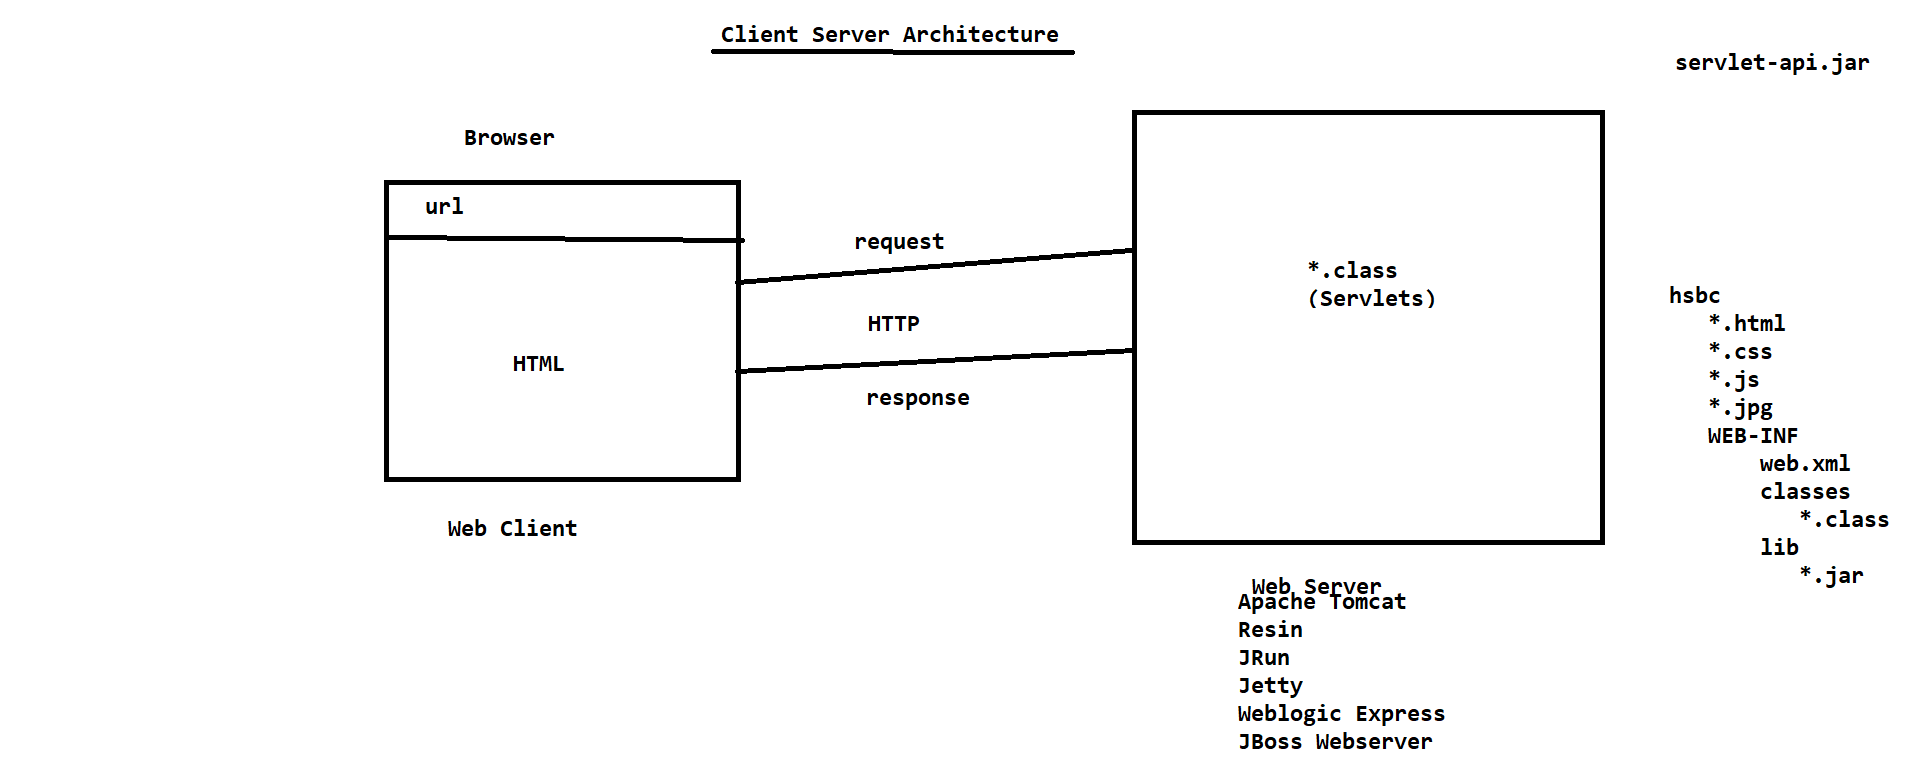 Client Server Architecture
servlet-api.jar
Browser
url
request
HTTP
HTML
response
Web Client
*.class
(Servlets)
Web Server
Apache Tomcat
Resin
JRun
Jetty
Weblogic Express
JBoss Webserver
hsbc
*.html
*.css
*.js
*.jpg
WEB-INF
web.xml
classes
*.class
lib
*.jar